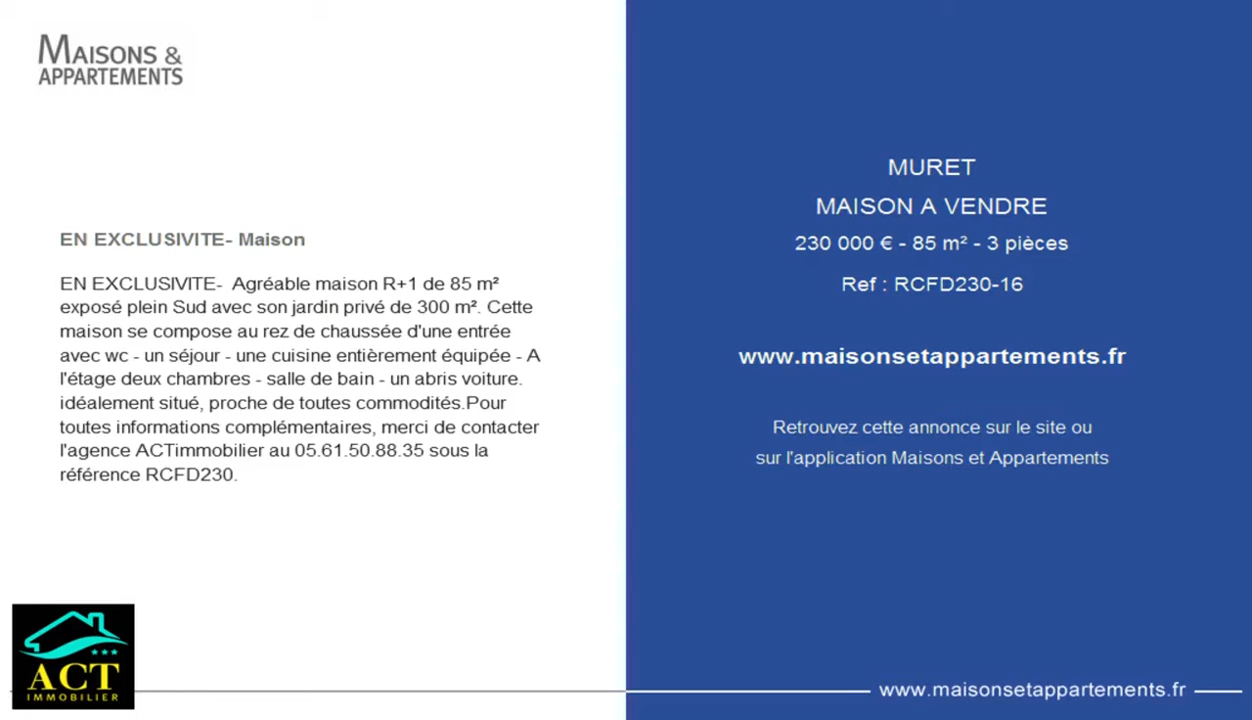 MAISONS &
APPARTEMENTS
EN EXCLUSIVITE- Maison
EN EXCLUSIVITE-  Agréable maison R+1 de 85 m²
exposé plein Sud avec son jardin privé de 300 m². Cette
maison se compose au rez de chaussée d'une entrée
avec wc - un séjour - une cuisine entièrement équipée - A
l'étage deux chambres - salle de bain - un abris voiture.
idéalement situé, proche de toutes commodités.Pour
toutes informations complémentaires, merci de contacter
l'agence ACTimmobilier au 05.61.50.88.35 sous la
référence RCFD230.
ACT
IMMOBILIER
MURET
MAISON A VENDRE
230 000 € - 85 m² - 3 pièces
Ref : RCFD230-16
www.maisonsetappartements.fr
Retrouvez cette annonce sur le site ou
sur l'application Maisons et Appartements
www.maisonsetappartements.fr